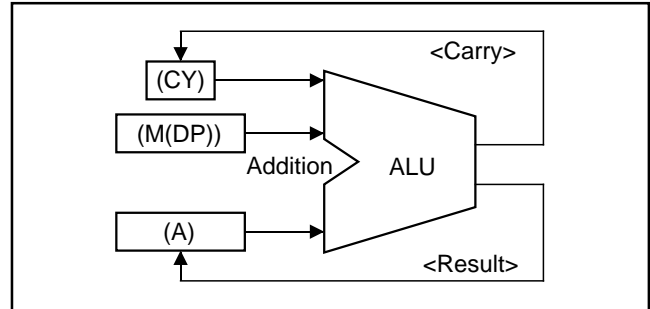 <Carry>
(CY)
(M(DP))
Addition
ALU
(A)
<Result>